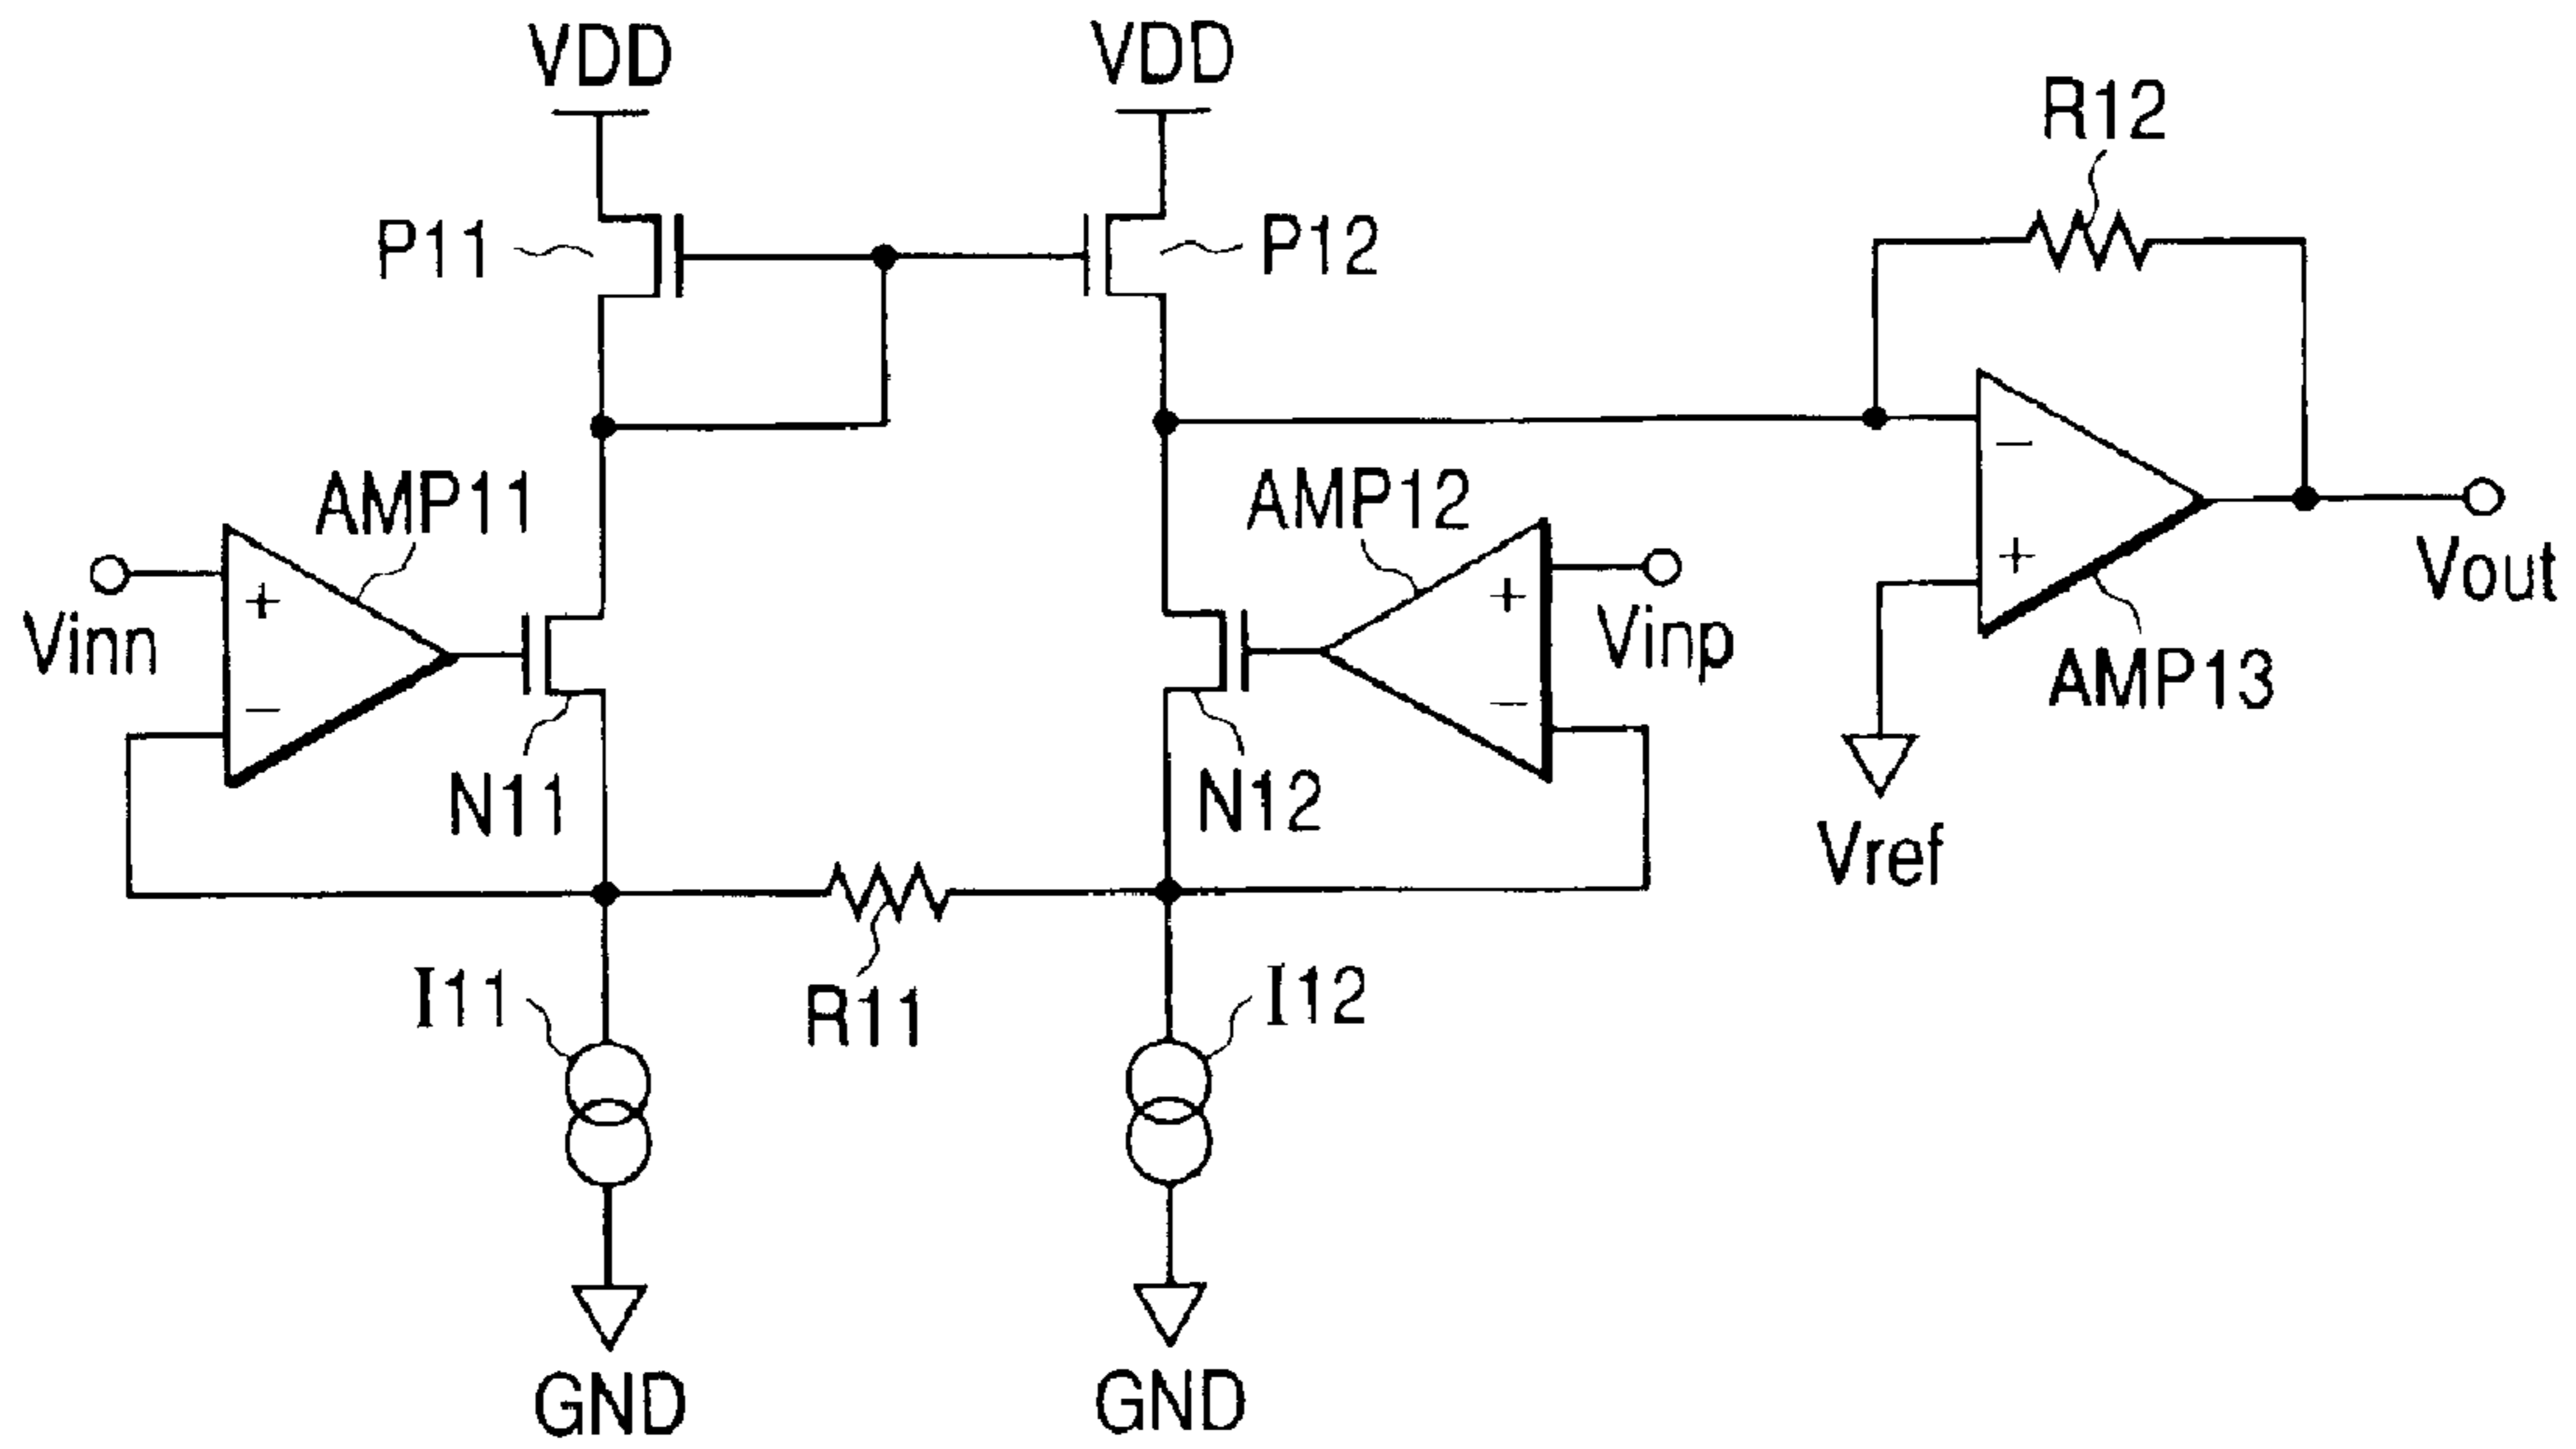 VDD
VDD
R12
P11
P12
AMP11
AMP12
+
−
+
−
+
−
Vinn
Vinp
Vout
AMP13
N11
N12
Vref
I11
R11
I12
GND
GND